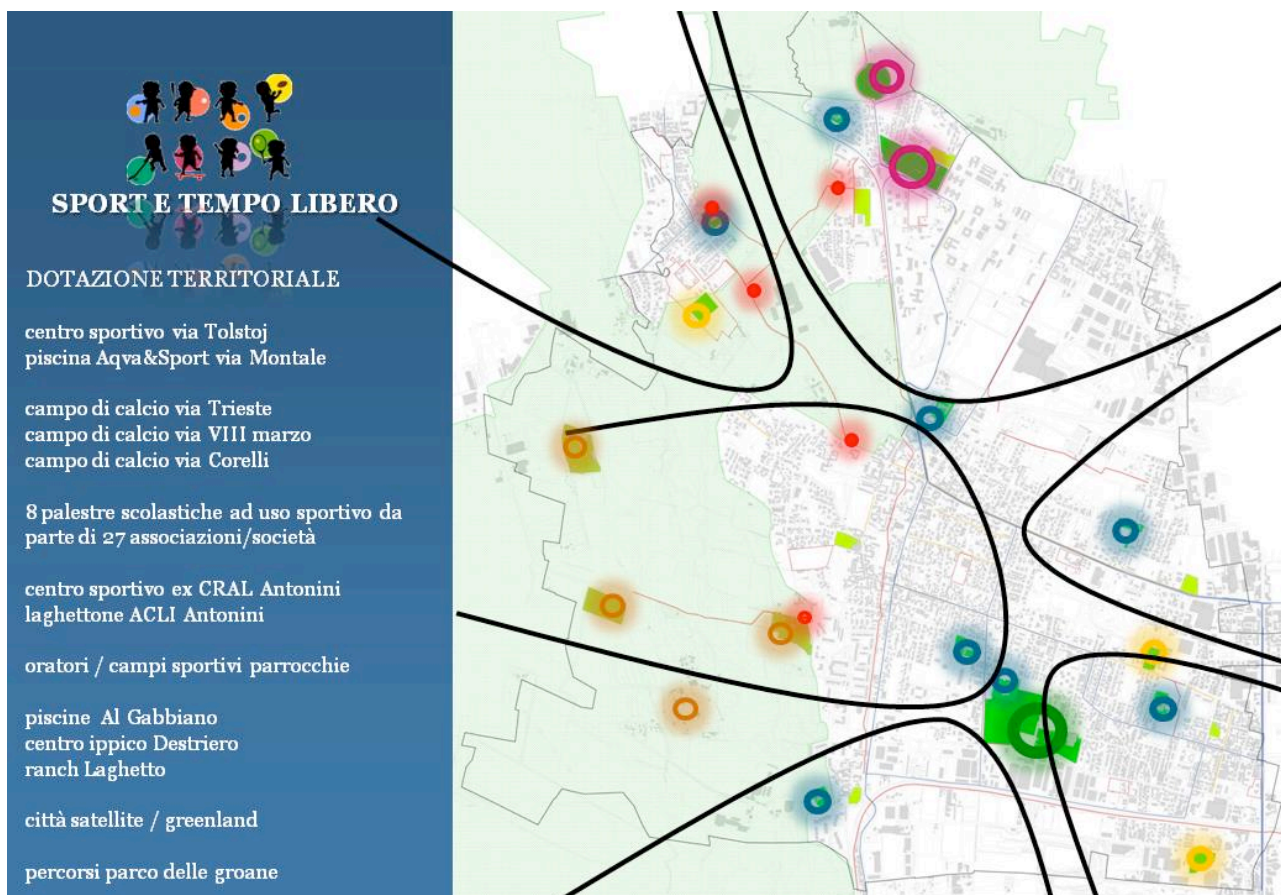 SPORT E TEMPO LIBERO
DOTAZIONE TERRITORIALE
centro sportivo via Tolstoj
piscina Aqva&Sport via Montale
campo di calcio via Trieste
campo di calcio via VIII marzo
campo di calcio via Corelli
8 palestre scolastiche ad uso sportivo da
parte di 27 associazioni/società
centro sportivo ex CRAL Antonini
laghettone ACLI Antonini
oratori / campi sportivi parrocchie
piscine Al Gabbiano
centro ippico Destriero
ranch Laghetto
città satellite / greenland
percorsi parco delle groane